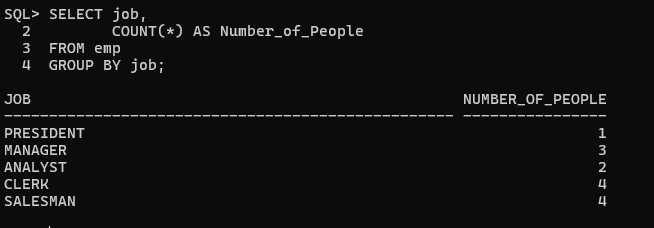 SQL> SELECT job,
  2         COUNT(*) AS Number_of_People
  3  FROM emp
  4  GROUP BY job;
JOB                                                NUMBER_OF_PEOPLE
-------------------------------------------------- ----------------
PRESIDENT                                                         1
MANAGER                                                           3
ANALYST                                                           2
CLERK                                                             4
SALESMAN                                                          4